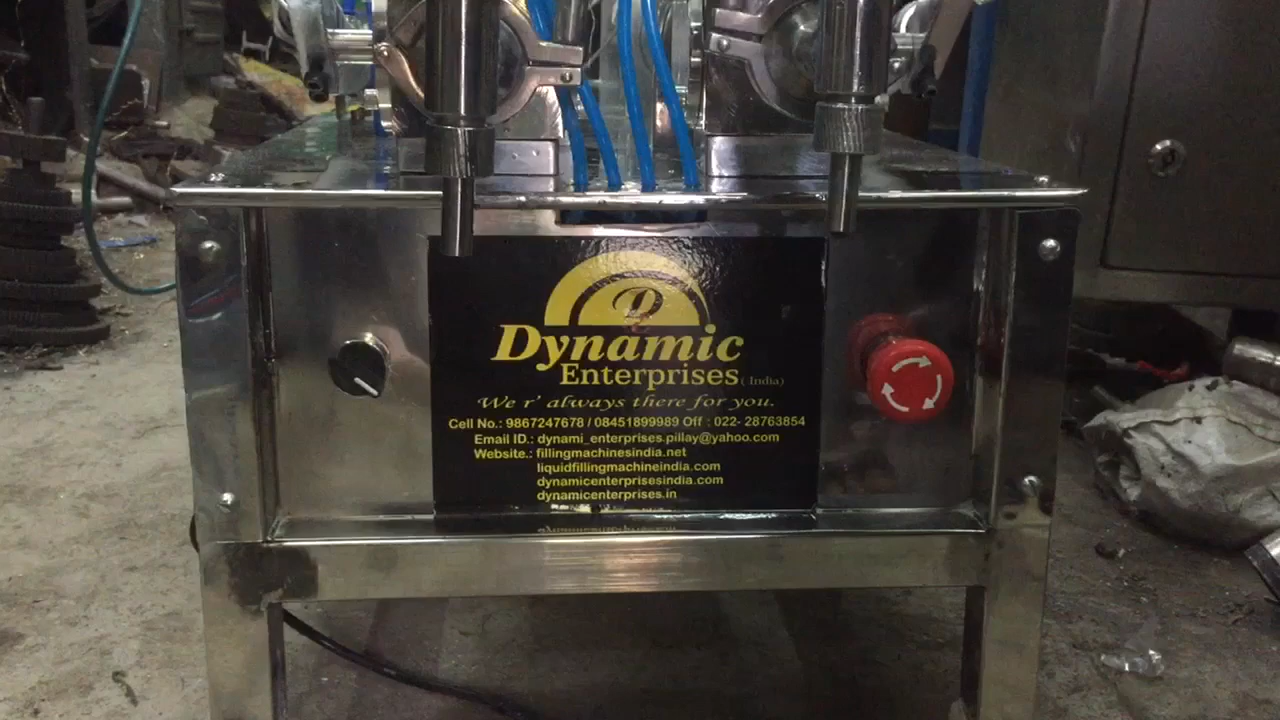 D
Dynamic
Enterprises (India)
We r' always there for you.
Cell No.: 9867247678 / 08451899989 Off : 022- 28763854
Email ID.: dynami_enterprises.pillay@yahoo.com
Website.: fillingmachinesindia.net
liquidfillingmachineindia.com
dynamicenterprisesindia.com
dynamicenterprises.in